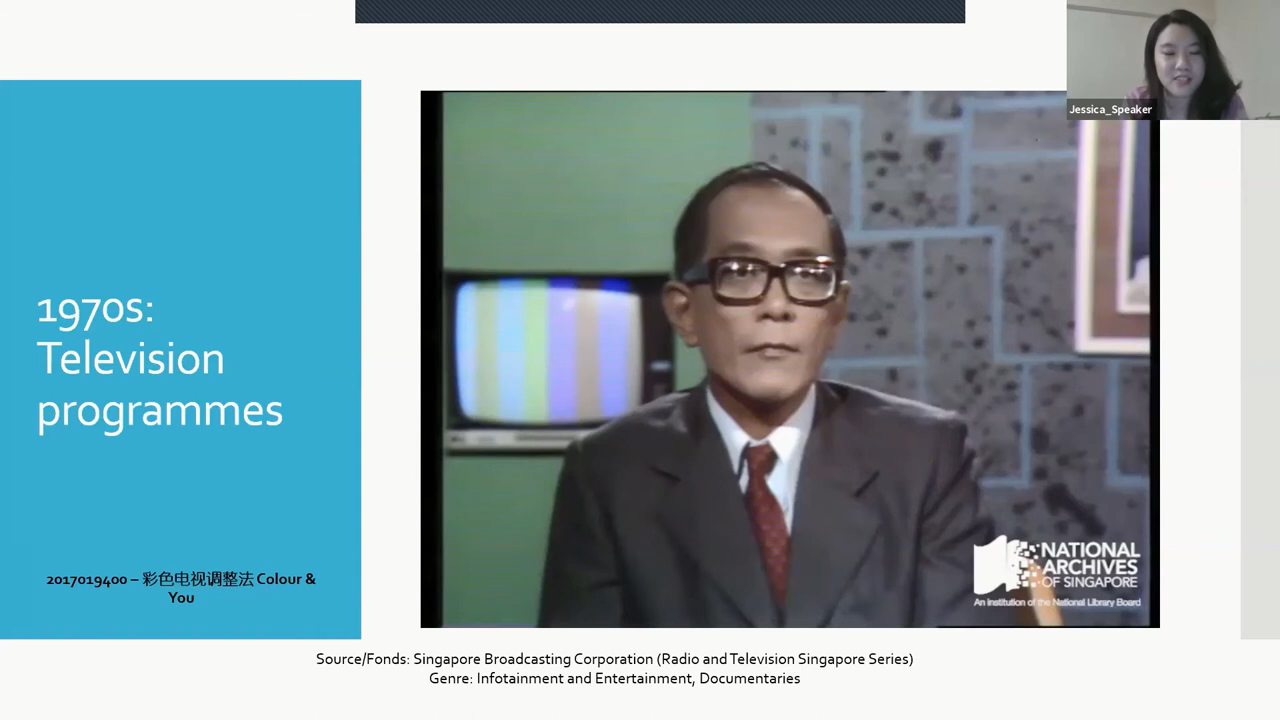 Jessica_Speaker
1970s:
Television
programmes
2017019400 – 彩色电视调整法 Colour &
You
NATIONAL
ARCHIVES
OF SINGAPORE
An institution of the National Library Board
Source/Fonds: Singapore Broadcasting Corporation (Radio and Television Singapore Series)
Genre: Infotainment and Entertainment, Documentaries